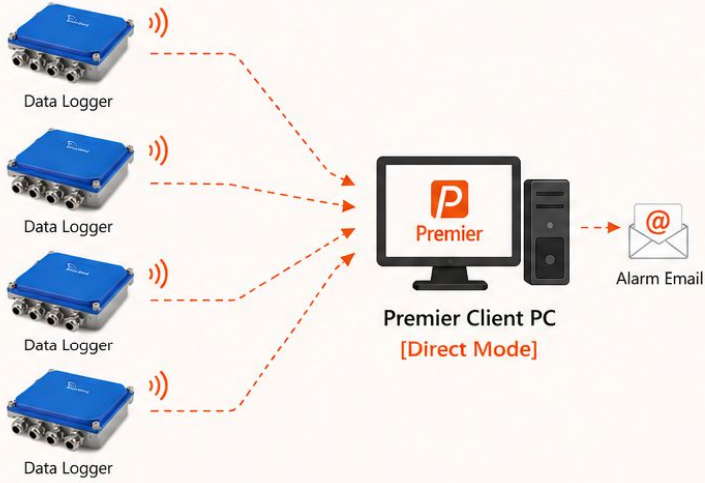 Data Logger
Data Logger
Data Logger
Data Logger
P
Premier
Premier Client PC
[Direct Mode]
@
Alarm Email